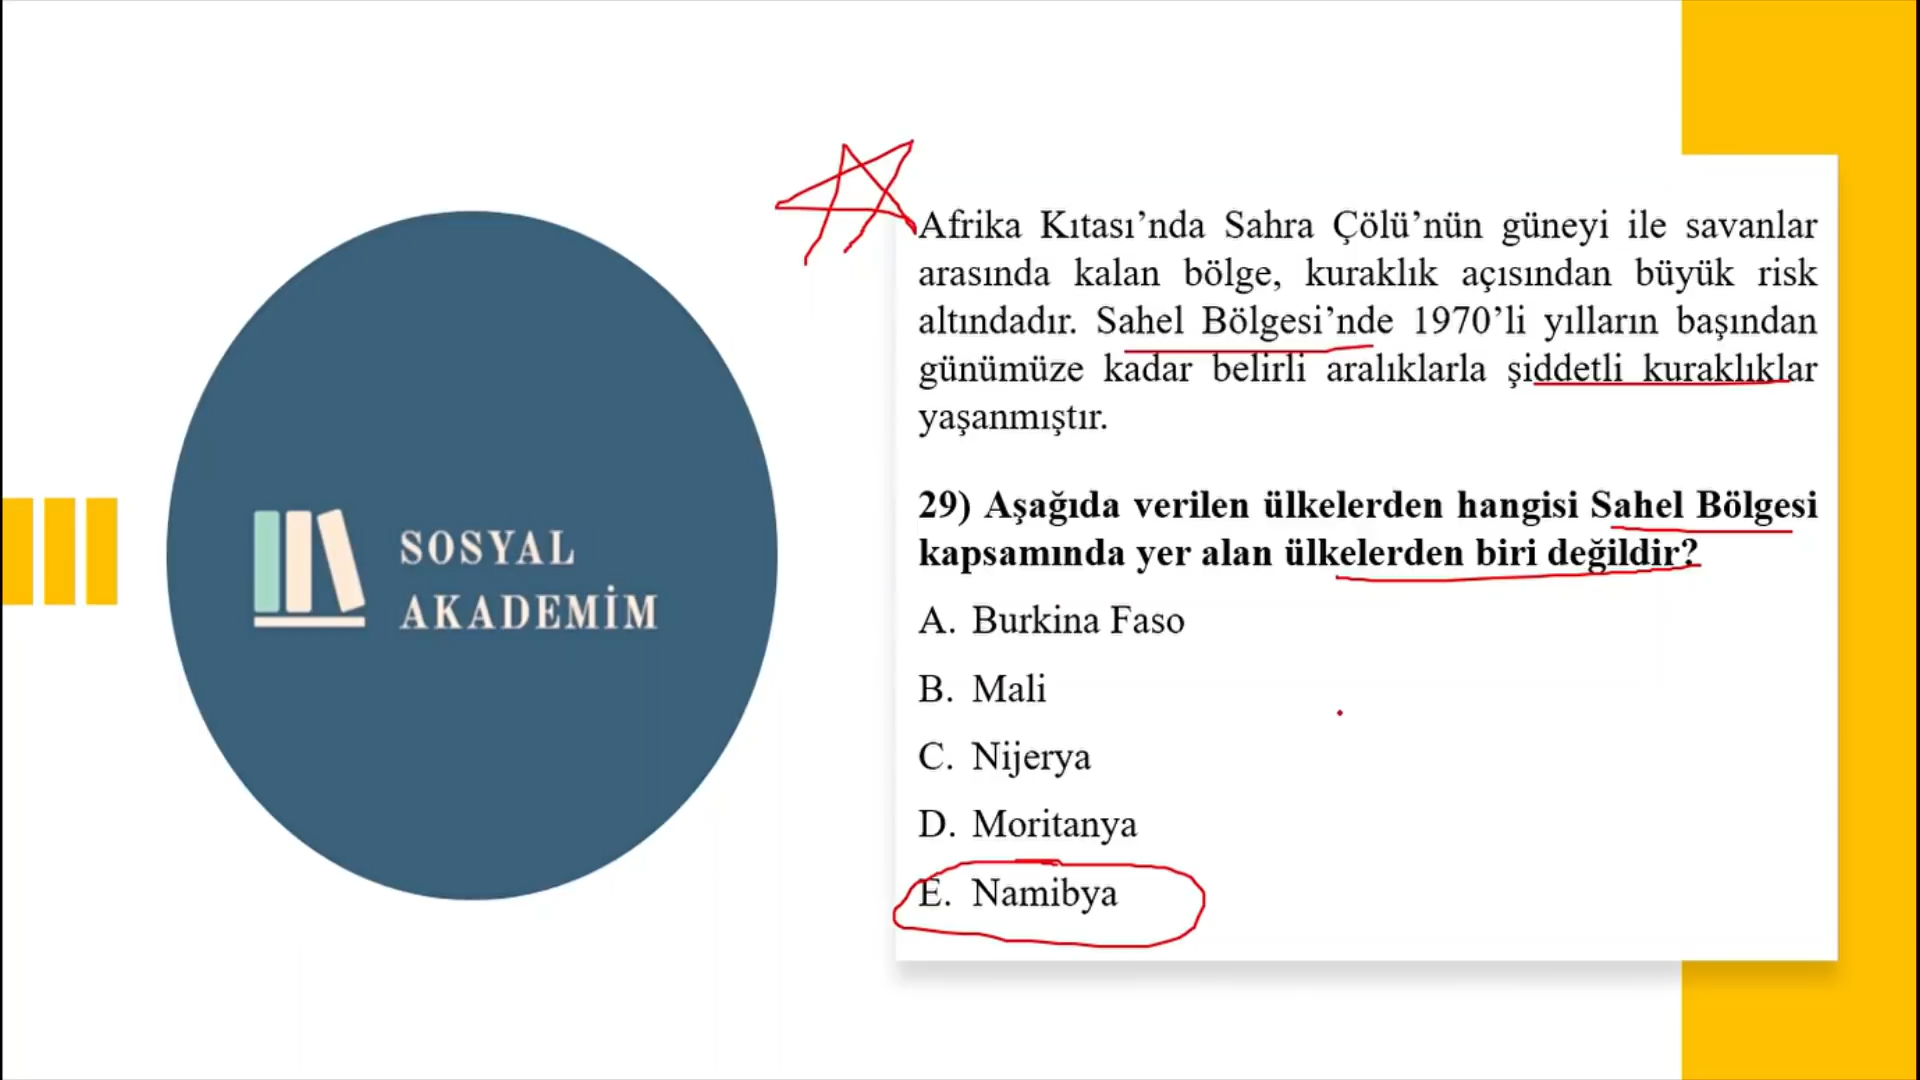 SOSYAL
AKADEMİM
Afrika Kıtası’nda Sahra Çölü’nün güneyi ile savanlar
arasında kalan bölge, kuraklık açısından büyük risk
altındadır. Sahel Bölgesi’nde 1970’li yılların başından
günümüze kadar belirli aralıklarla şiddetli kuraklıklar
yaşanmıştır.
29) Aşağıda verilen ülkelerden hangisi Sahel Bölgesi
kapsamında yer alan ülkelerden biri değildir?
A. Burkina Faso
B. Mali
C. Nijerya
D. Moritanya
E. Namibya